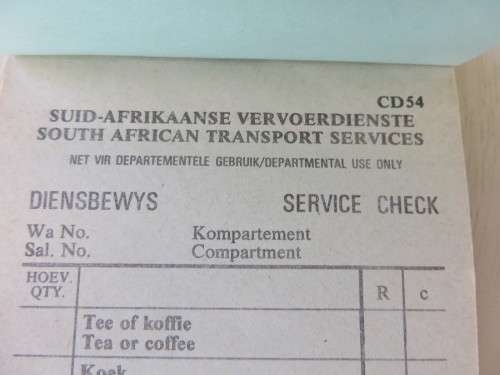 CD54
SUID-AFRIKAANSE VERVOERDIENSTE
SOUTH AFRICAN TRANSPORT SERVICES
NET VIR DEPARTEMENTELE GEBRUIK/DEPARTMENTAL USE ONLY
DIENSBEWYS SERVICE CHECK
Wa No. Kompartement
Sal. No. Compartment
HOEV.
QTY. R c
Tee of koffie
Tea or coffee
Koek